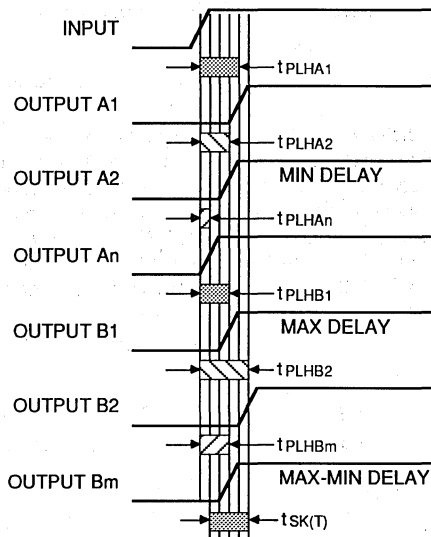 INPUT
tPLHA1
OUTPUT A1
tPLHA2
OUTPUT A2
MIN DELAY
tPLHAn
OUTPUT An
tPLHB1
OUTPUT B1
MAX DELAY
tPLHB2
OUTPUT B2
tPLHBm
OUTPUT Bm
MAX-MIN DELAY
tSK(T)